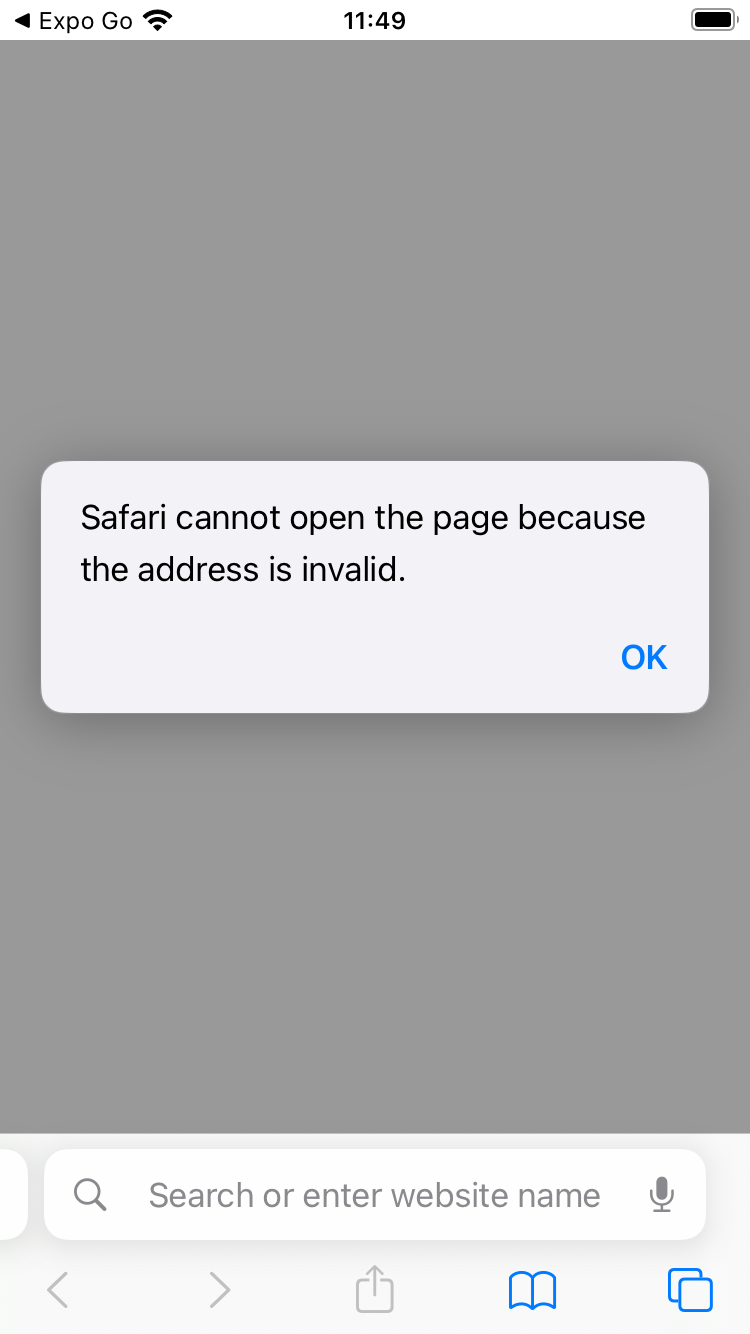 Expo Go
11:49
Safari cannot open the page because
the address is invalid.
OK
Search or enter website name